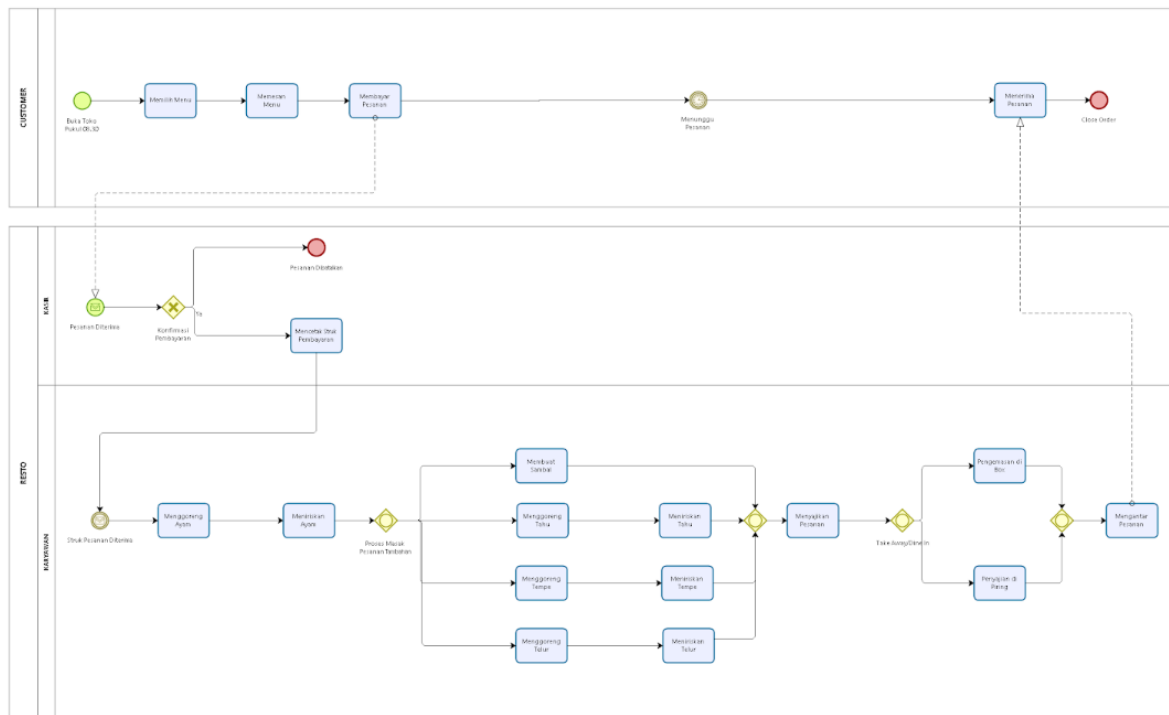 CUSTOMER
Buka Toko
Pukul 08.30
Memilih Menu
Memesan
Menu
Membayar
Pesanan
Menunggu
Pesanan
Menerima
Pesanan
Close Order
RESTO
KASIR
Pesanan Diterima
Konfirmasi
Pembayaran
Ya
Pesanan Dibatalkan
Mencetak Struk
Pembayaran
KARYAWAN
Struk Pesanan Diterima
Menggoreng
Ayam
Meniriskan
Ayam
Proses Masak
Pesanan Tambahan
Membuat
Sambal
Menggoreng
Tahu
Meniriskan
Tahu
Menggoreng
Tempe
Meniriskan
Tempe
Menggoreng
Telur
Meniriskan
Telur
Menyajikan
Pesanan
Take Away/Dine In
Pengemasan di
Box
Penyajian di
Piring
Mengantar
Pesanan